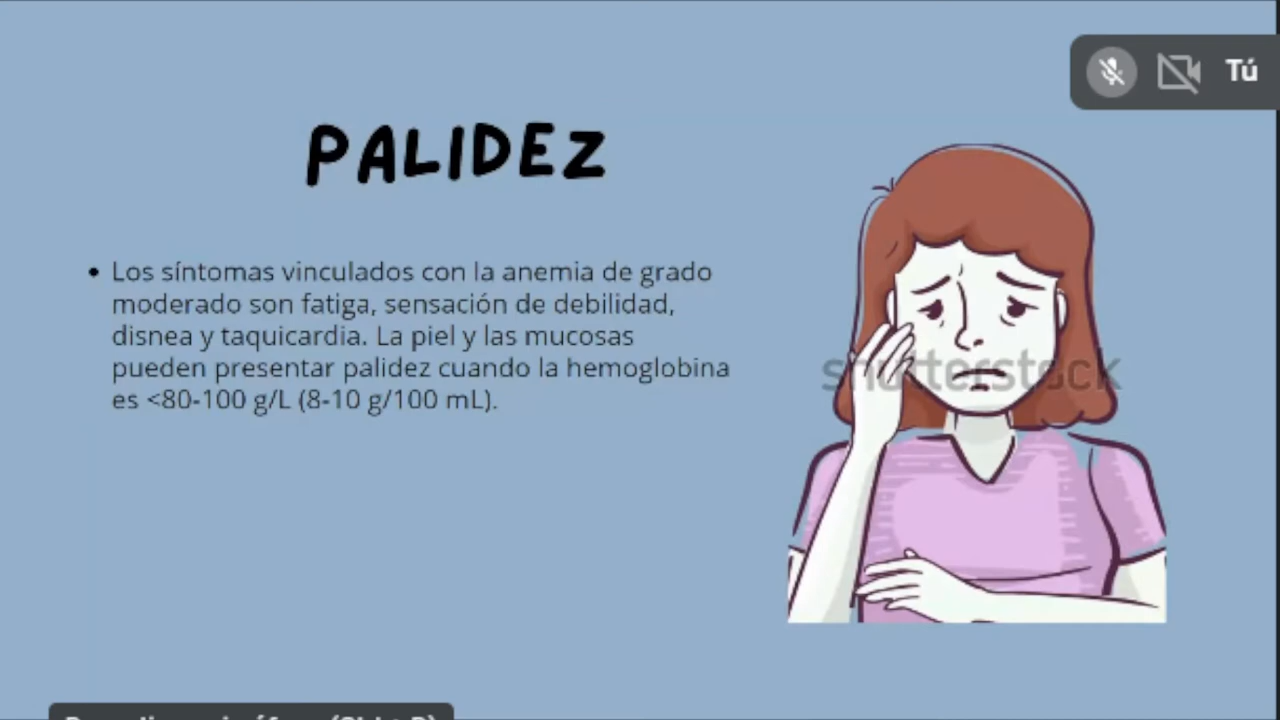 Tú
PALIDEZ
• Los síntomas vinculados con la anemia de grado
moderado son fatiga, sensación de debilidad,
disnea y taquicardia. La piel y las mucosas
pueden presentar palidez cuando la hemoglobina
es <80-100 g/L (8-10 g/100 mL).
shutterstock